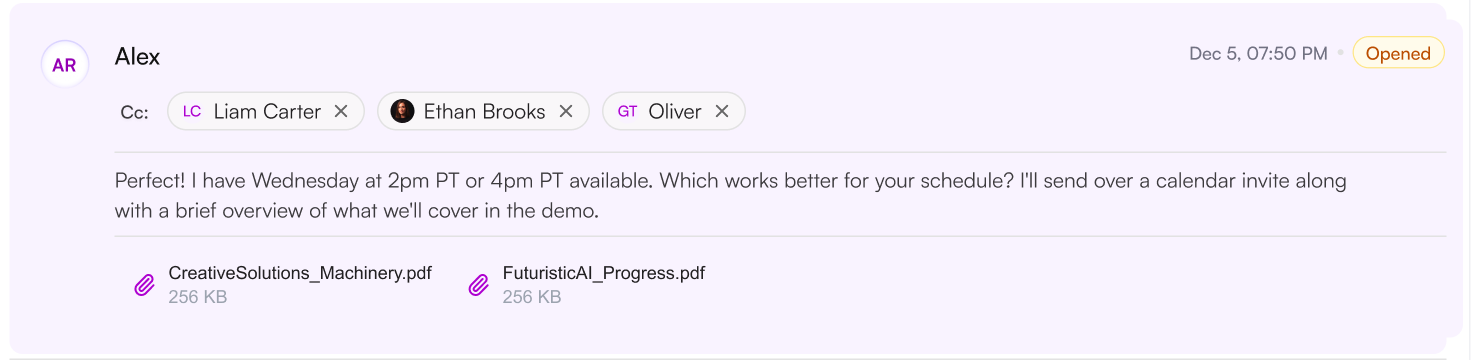 AR
Alex
Dec 5, 07:50 PM • Opened
Cc: LC Liam Carter Ethan Brooks GT Oliver
Perfect! I have Wednesday at 2pm PT or 4pm PT available. Which works better for your schedule? I'll send over a calendar invite along
with a brief overview of what we'll cover in the demo.
CreativeSolutions_Machinery.pdf
256 KB
FuturisticAI_Progress.pdf
256 KB